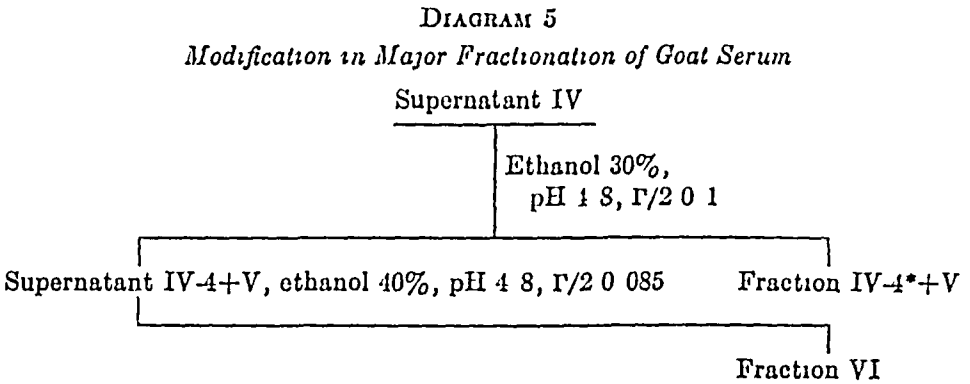 DIAGRAM 5
Modification in Major Fractionation of Goat Serum
Supernatant IV
Ethanol 30%,
pH 4 8, Γ/2 0 1
Supernatant IV-4+V, ethanol 40%, pH 4 8, Γ/2 0 085 Fraction IV-4*+V
Fraction VI